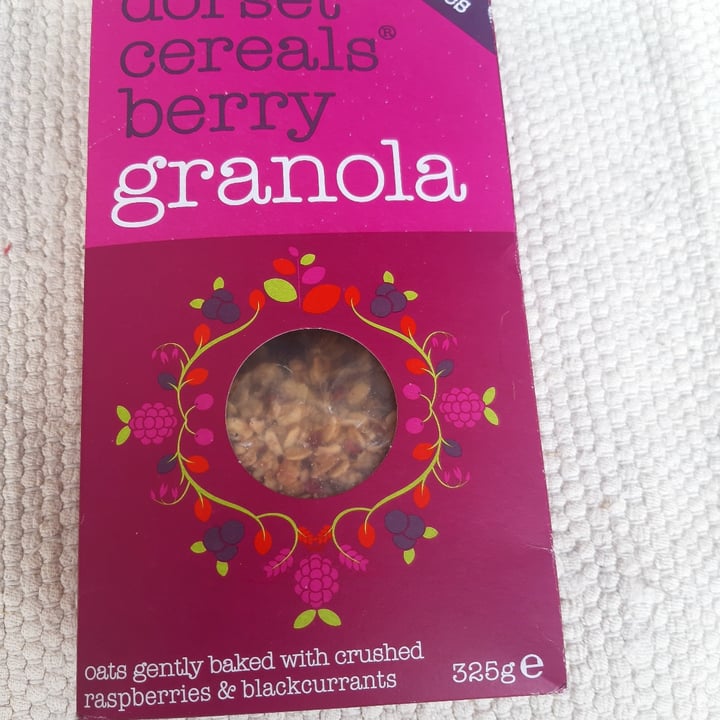 dorset
cereals®
berry
granola
oats gently baked with crushed
raspberries & blackcurrants
325g e